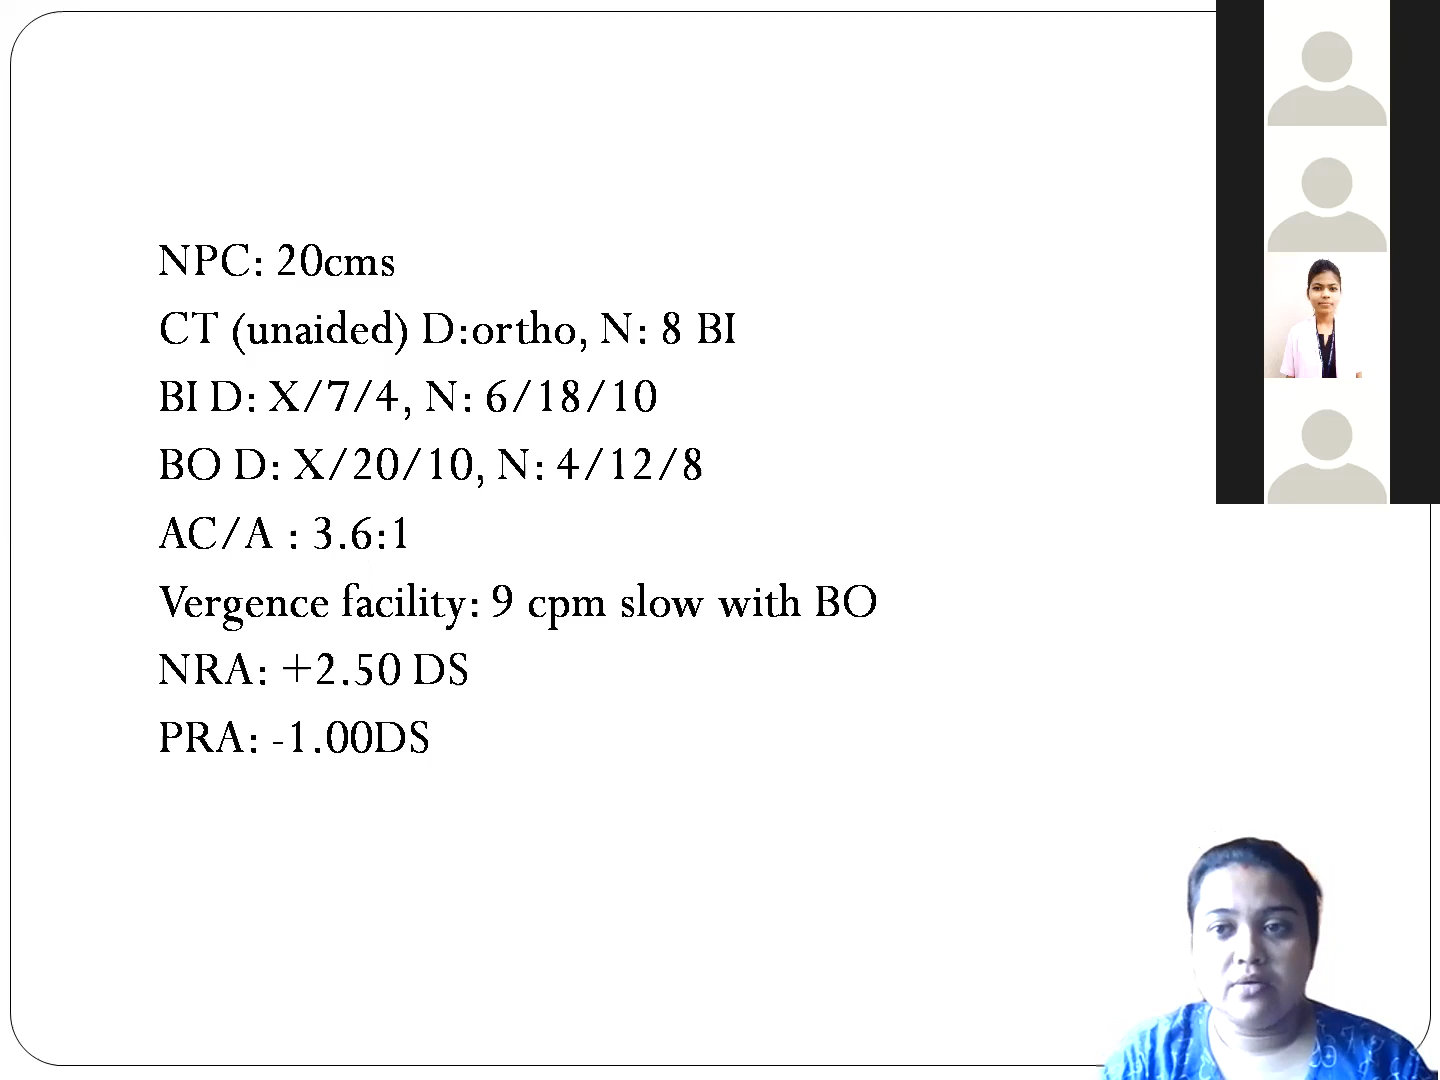 NPC: 20cms
CT (unaided) D:ortho, N: 8 BI
BI D: X/7/4, N: 6/18/10
BO D: X/20/10, N: 4/12/8
AC/A : 3.6:1
Vergence facility: 9 cpm slow with BO
NRA: +2.50 DS
PRA: -1.00DS